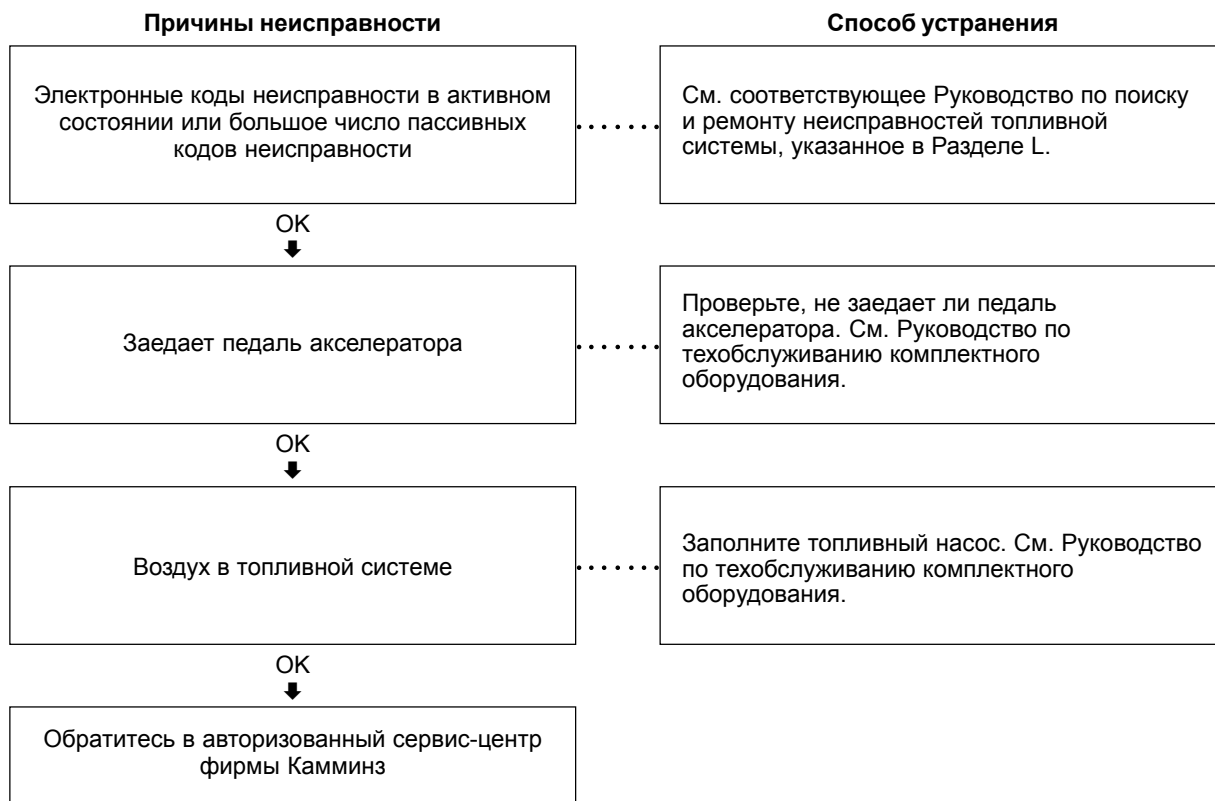 Причины неисправности
Способ устранения
Электронные коды неисправности в активном
состоянии или большое число пассивных
кодов неисправности
См. соответствующее Руководство по поиску
и ремонту неисправностей топливной
системы, указанное в Разделе L.
OK
Заедает педаль акселератора
Проверьте, не заедает ли педаль
акселератора. См. Руководство по
техобслуживанию комплектного
оборудования.
OK
Воздух в топливной системе
Заполните топливный насос. См. Руководство
по техобслуживанию комплектного
оборудования.
OK
Обратитесь в авторизованный сервис-центр
фирмы Камминз